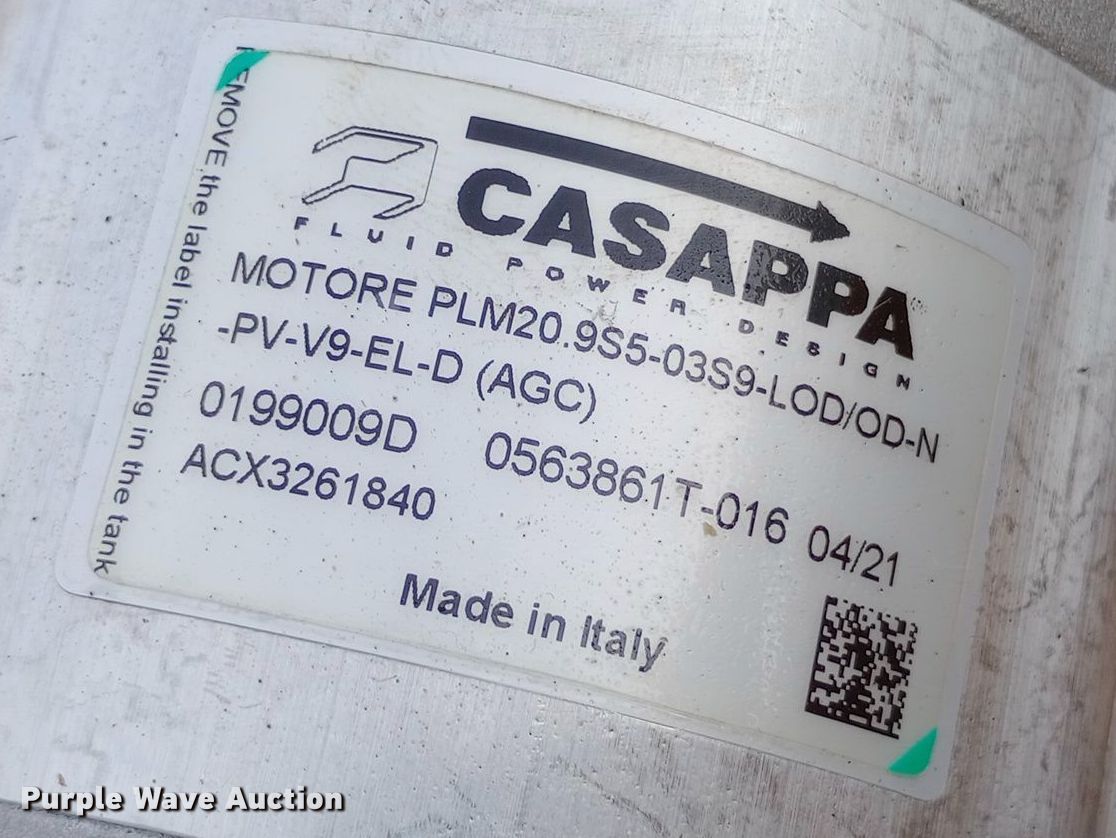 CASAPPA
FLUID POWER DESIGN
MOTORE PLM20.9S5-03S9-LOD/OD-N
-PV-V9-EL-D (AGC)
0199009D 0563861T-016 04/21
ACX3261840
Made in Italy
REMOVE the label installing in the tank
Purple Wave Auction